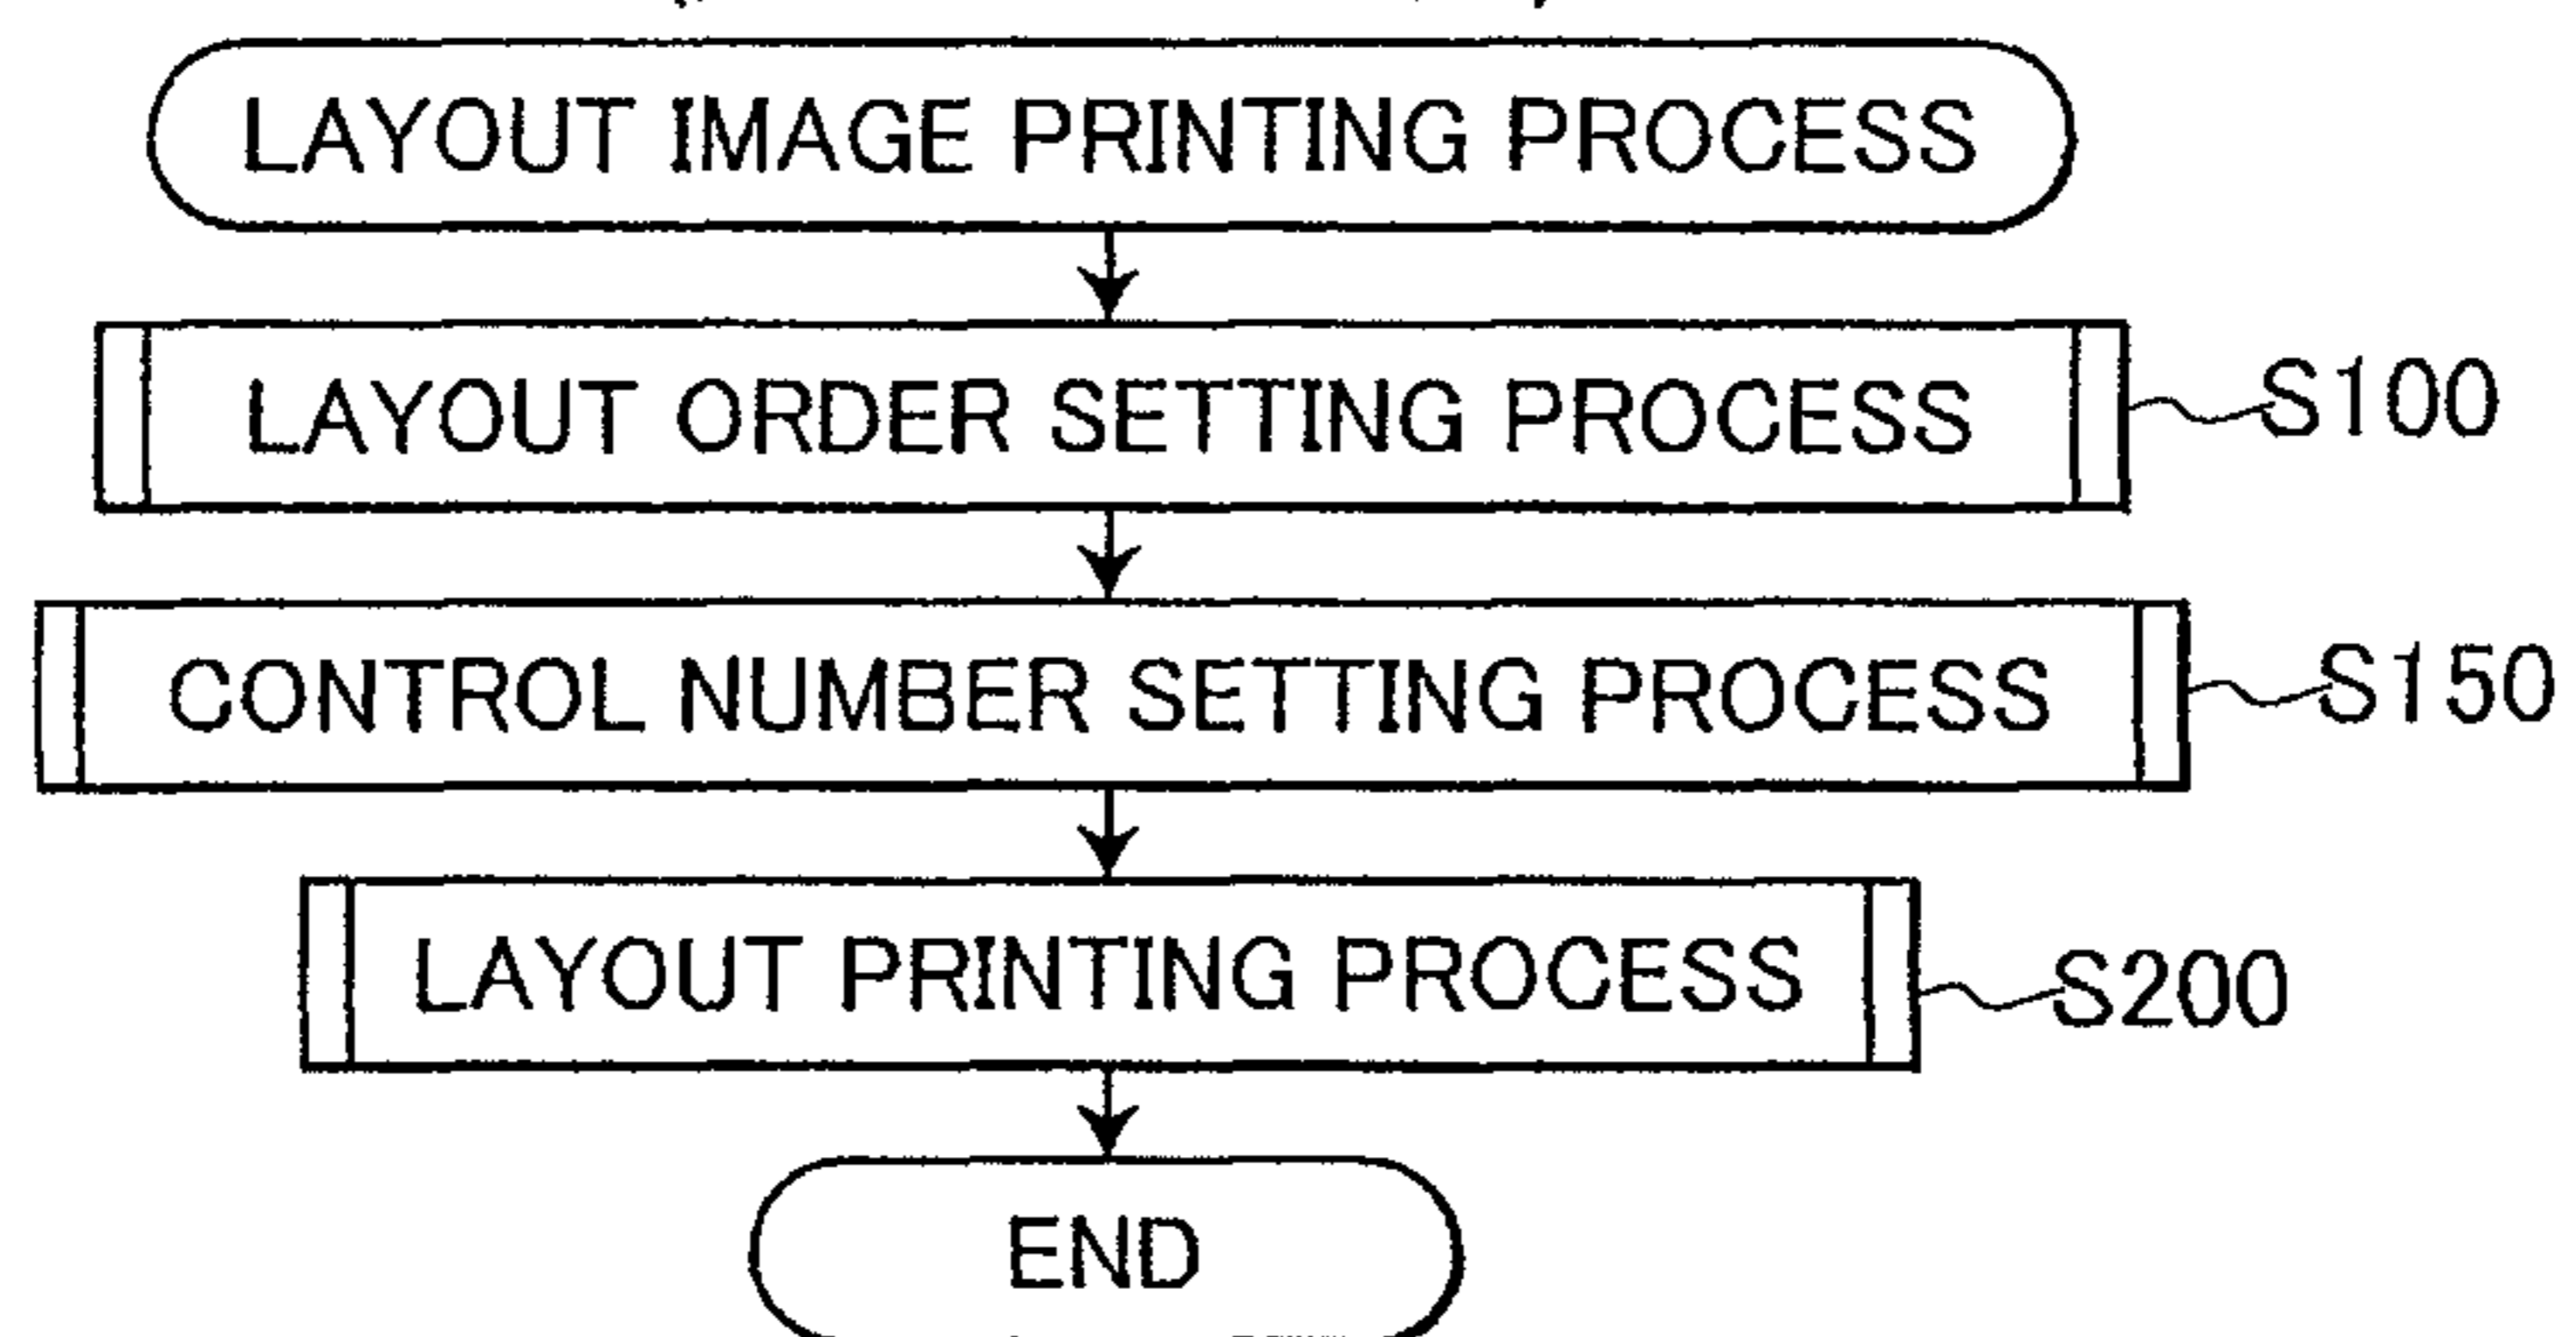 LAYOUT IMAGE PRINTING PROCESS
LAYOUT ORDER SETTING PROCESS S100
CONTROL NUMBER SETTING PROCESS S150
LAYOUT PRINTING PROCESS S200
END